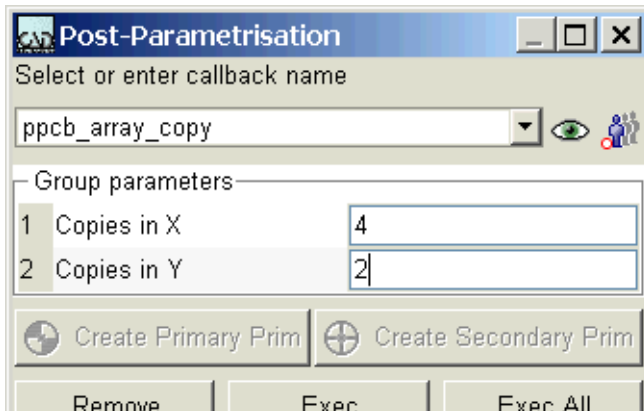 CAD Post-Parametrisation
Select or enter callback name
ppcb_array_copy
Group parameters
1 Copies in X 4
2 Copies in Y 2
Create Primary Prim Create Secondary Prim
Remove Exec Exec All